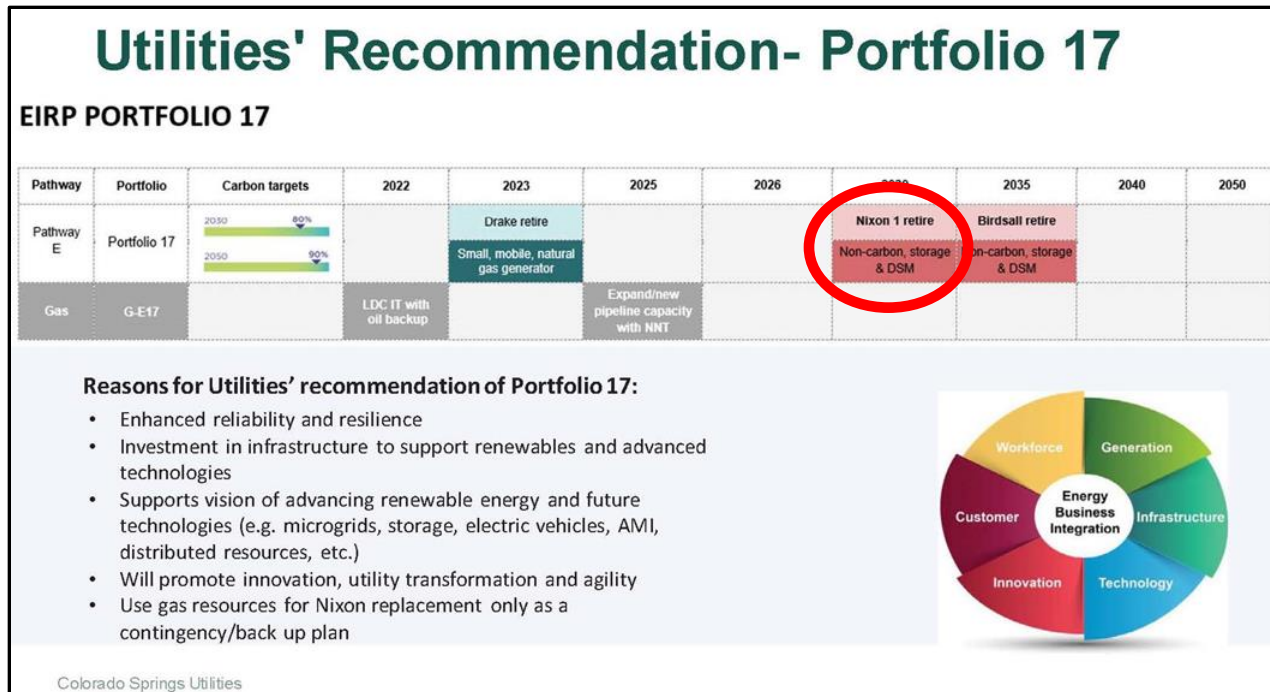 Utilities' Recommendation- Portfolio 17
EIRP PORTFOLIO 17
Pathway Portfolio Carbon targets 2022 2023 2025 2026 2035 2040 2050
Pathway E
Portfolio 17
2030 80%
2050 90%
Drake retire
Small, mobile, natural
gas generator
Nixon 1 retire
Non-carbon, storage
& DSM
Birdsall retire
storage
& DSM
Gas
G-E17
LDC IT with
oil backup
Expand/new
pipeline capacity
with NNT
Reasons for Utilities’ recommendation of Portfolio 17:
• Enhanced reliability and resilience
• Investment in infrastructure to support renewables and advanced
technologies
• Supports vision of advancing renewable energy and future
technologies (e.g. microgrids, storage, electric vehicles, AMI,
distributed resources, etc.)
• Will promote innovation, utility transformation and agility
• Use gas resources for Nixon replacement only as a
contingency/back up plan
Workforce
Generation
Customer
Energy
Business
Integration
Infrastructure
Innovation
Technology
Colorado Springs Utilities